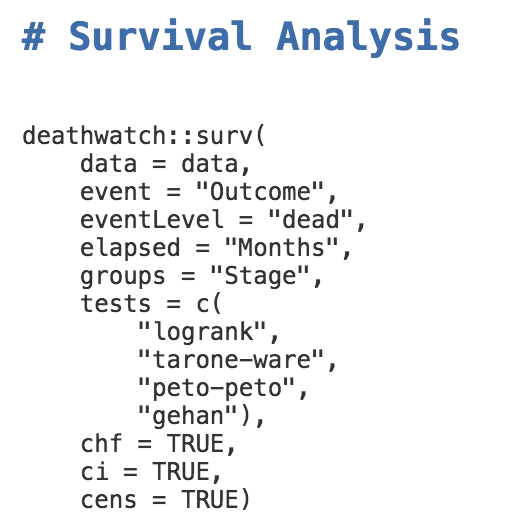 # Survival Analysis
deathwatch::surv(
    data = data,
    event = "Outcome",
    eventLevel = "dead",
    elapsed = "Months",
    groups = "Stage",
    tests = c(
        "logrank",
        "tarone-ware",
        "peto-peto",
        "gehan"),
    chf = TRUE,
    ci = TRUE,
    cens = TRUE)